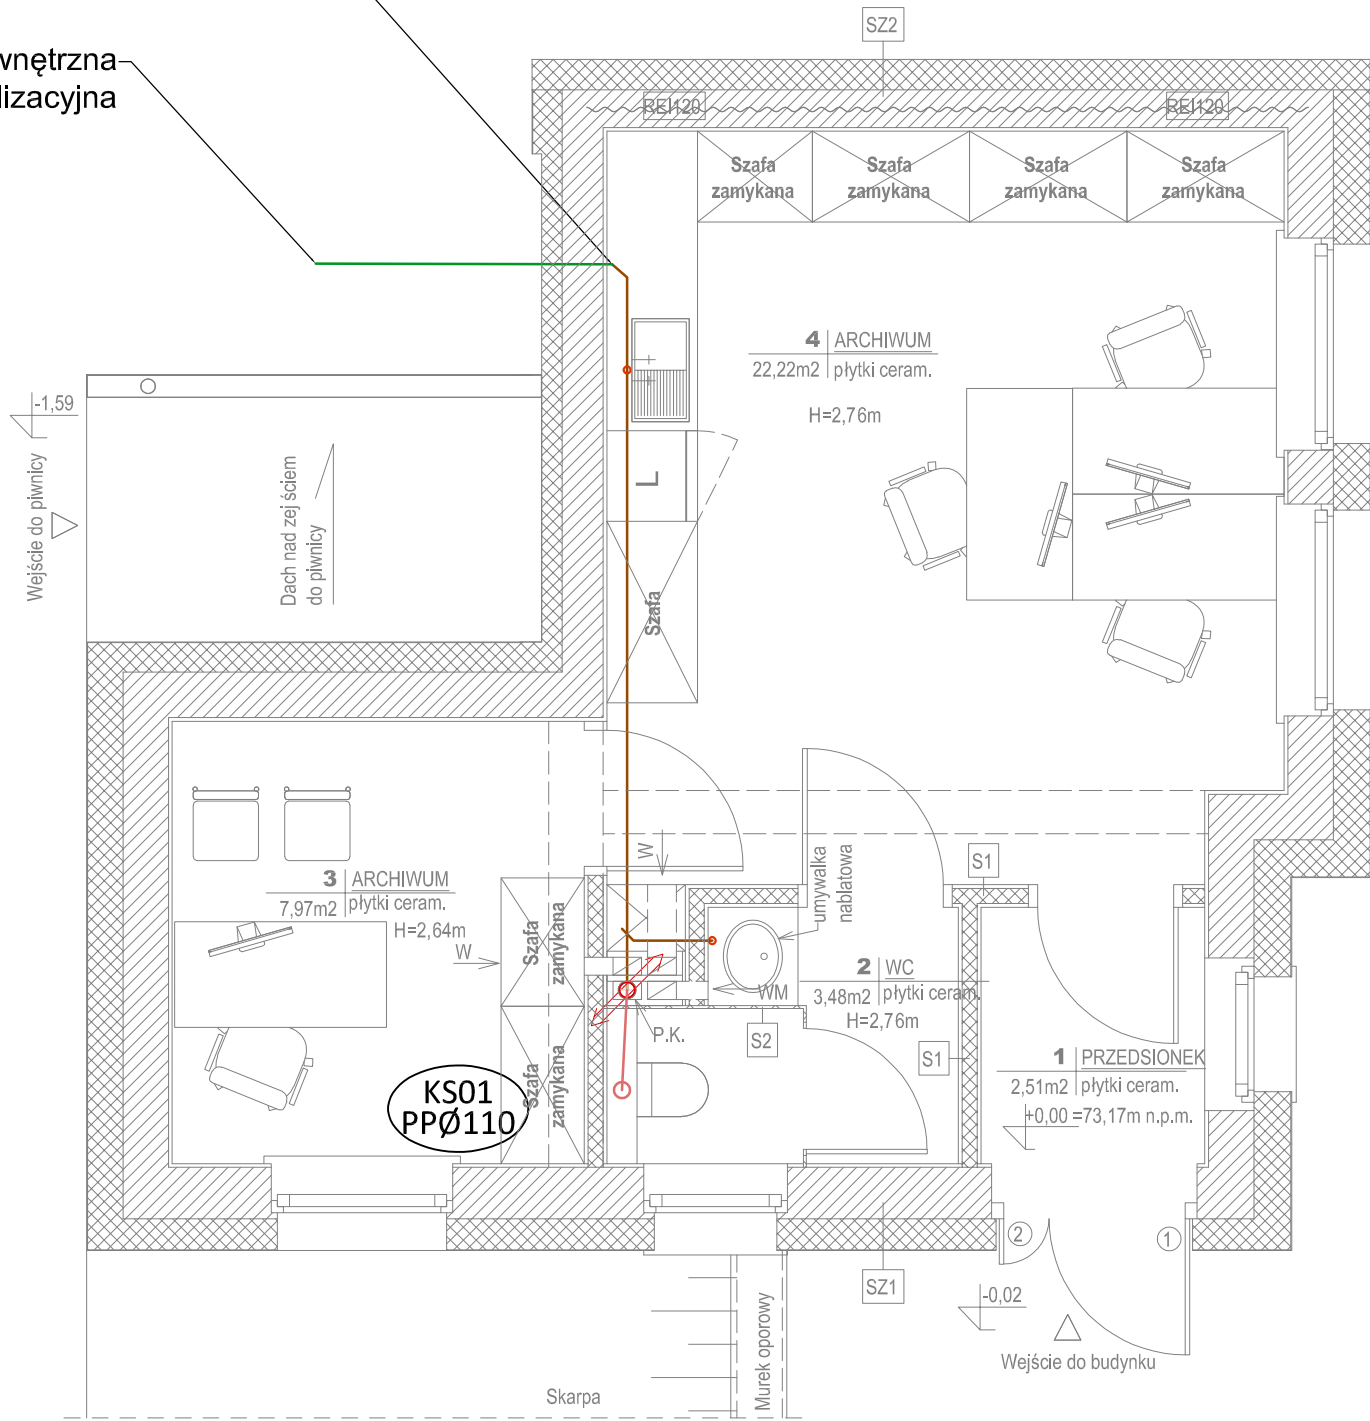 SZ2
wnętrzna
lizacyjna
REI120
REI120
Szafa
zamykana
Szafa
zamykana
Szafa
zamykana
Szafa
zamykana
4 ARCHIWUM
22,22m2 płytki ceram.
H=2,76m
-1,59
Wejście do piwnicy
Dach nad zej ściem
do piwnicy
L
Szafa
W
umywalka
nablatowa
S1
3 ARCHIWUM
7,97m2 płytki ceram.
H=2,64m
W
Szafa
zamykana
2 WC
3,48m2 płytki ceram.
H=2,76m
WM
P.K.
S2
S1
1 PRZEDSIONEK
2,51m2 płytki ceram.
+0,00 =73,17m n.p.m.
KS01
PPØ110
Szafa
zamykana
2
1
SZ1
-0,02
Wejście do budynku
Murek oporowy
Skarpa